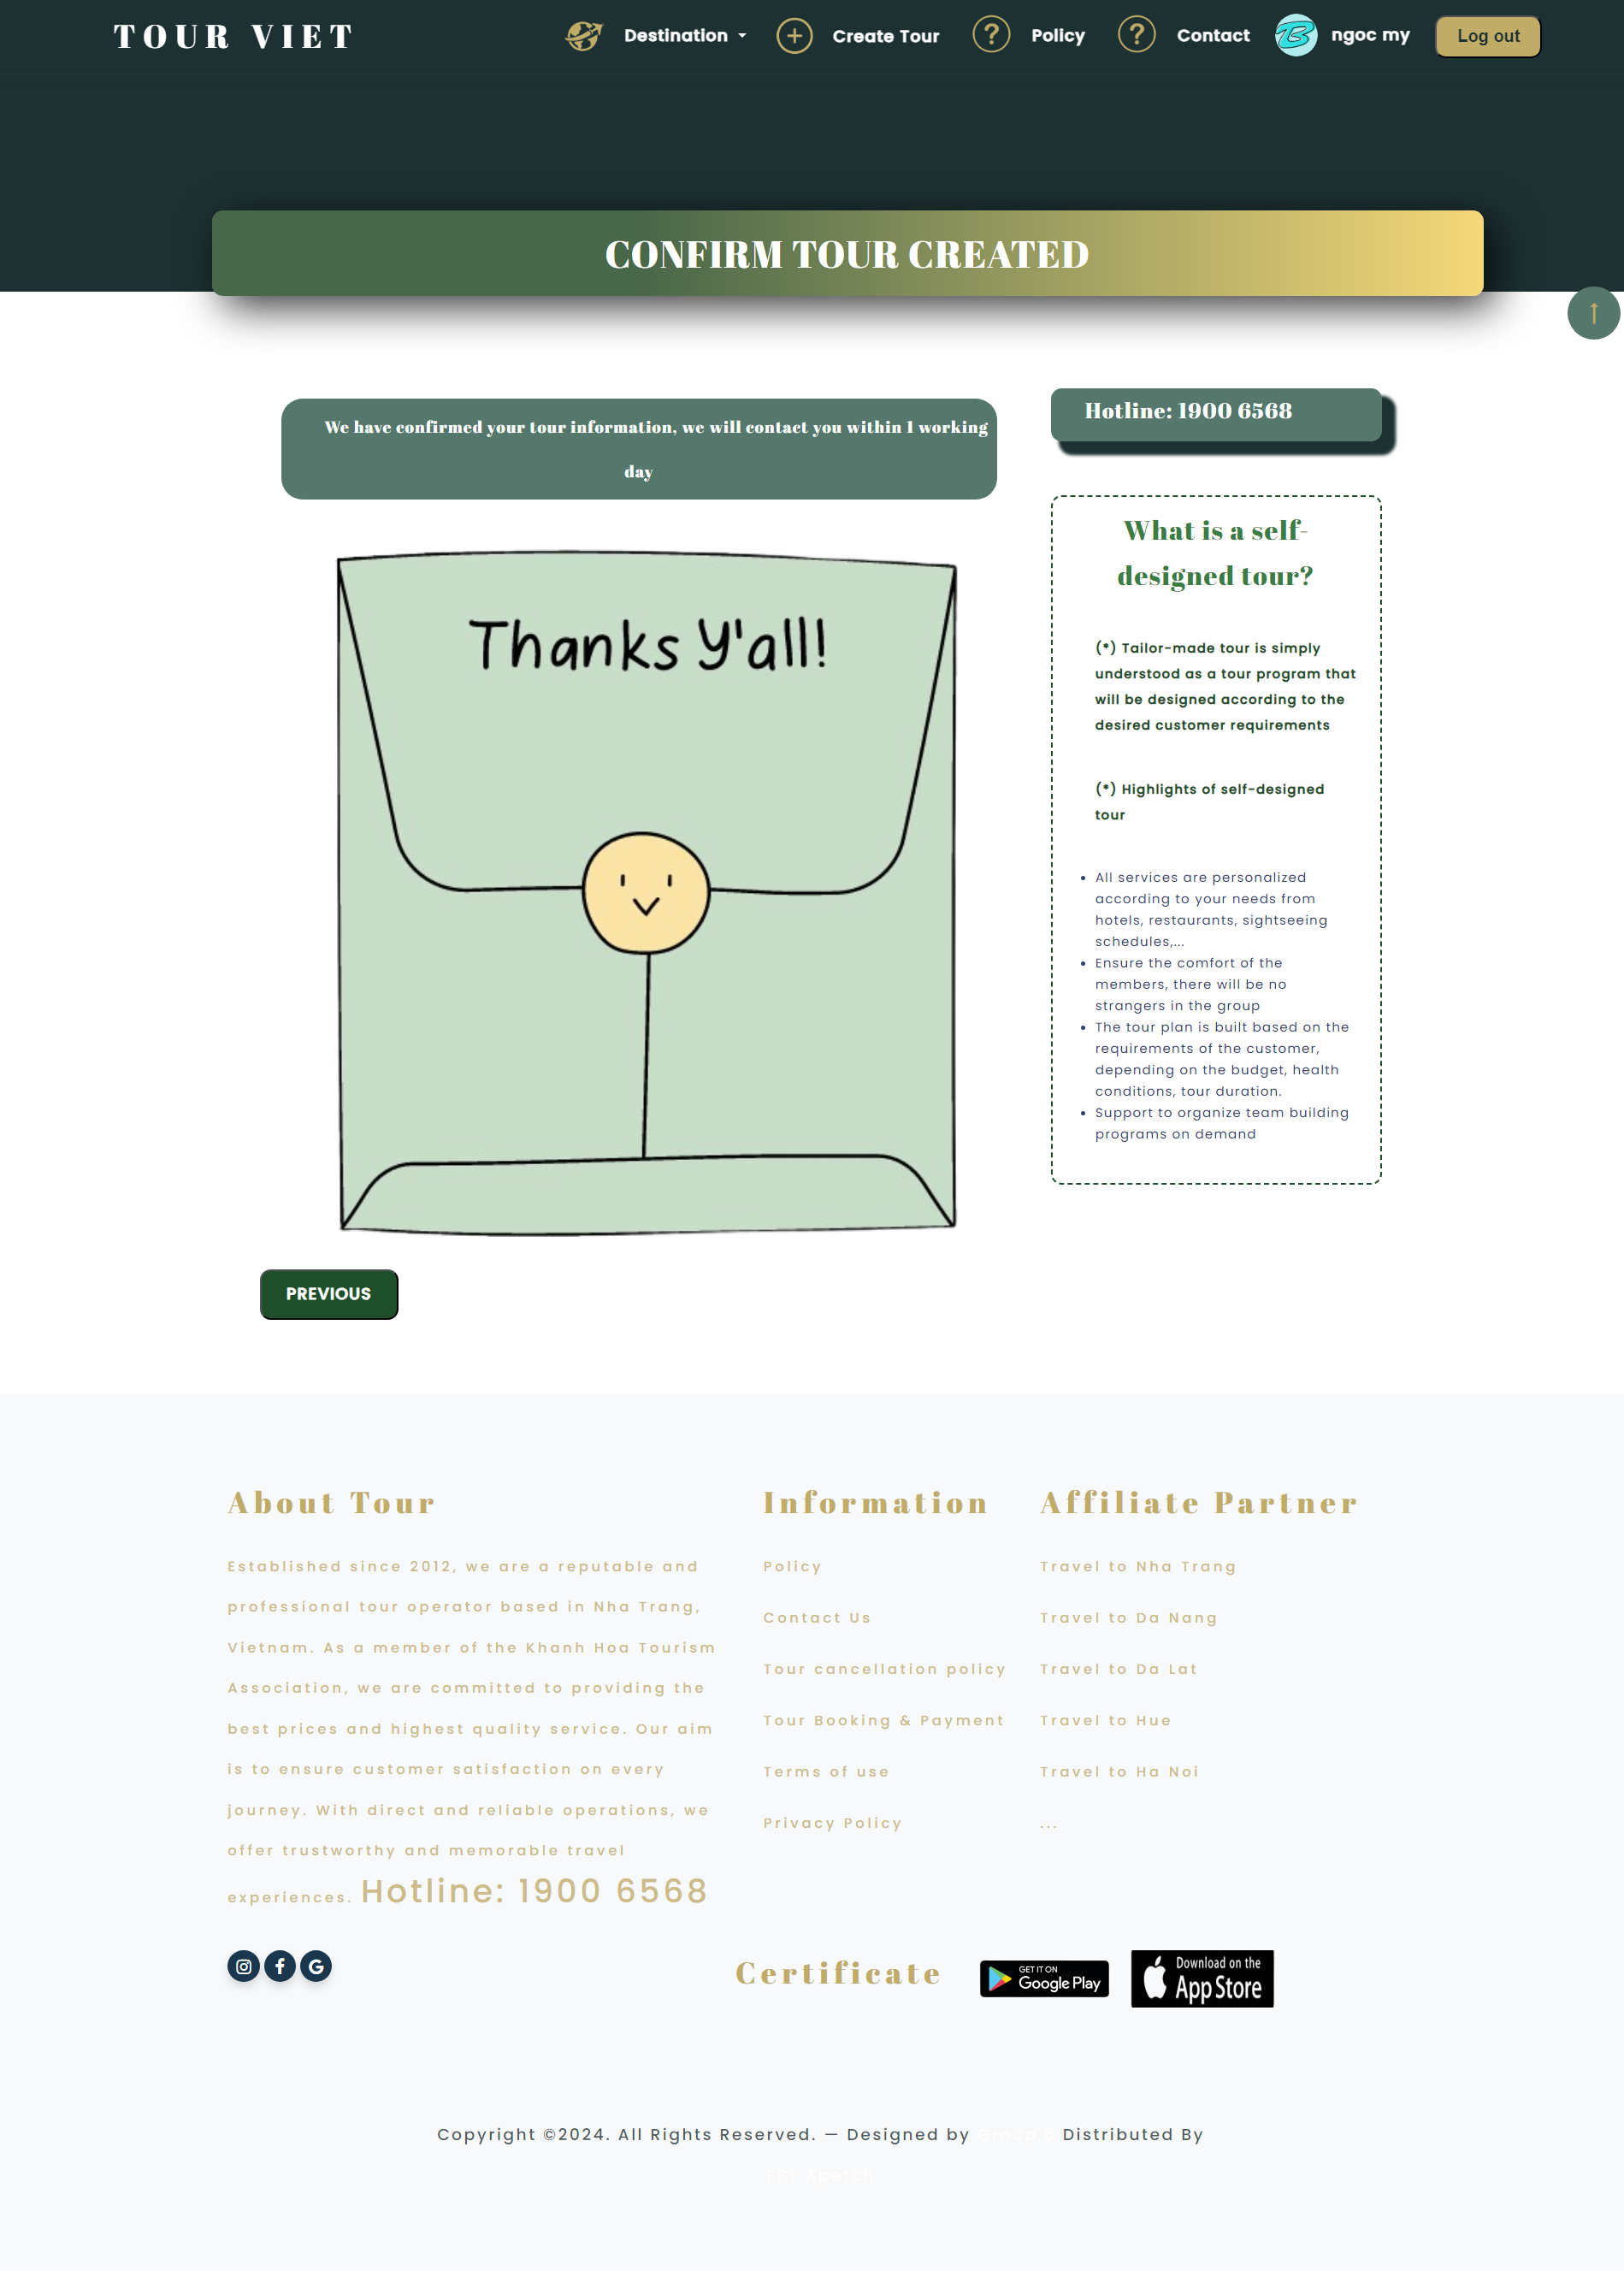 TOUR VIET
Destination
Create Tour
Policy
Contact
ngoc my
Log out
CONFIRM TOUR CREATED
We have confirmed your tour information, we will contact you within 1 working
day
Thanks Y'all!
PREVIOUS
Hotline: 1900 6568
What is a self-
designed tour?
(*) Tailor-made tour is simply
understood as a tour program that
will be designed according to the
desired customer requirements
(*) Highlights of self-designed
tour
All services are personalized
according to your needs from
hotels, restaurants, sightseeing
schedules,...
Ensure the comfort of the
members, there will be no
strangers in the group
The tour plan is built based on the
requirements of the customer,
depending on the budget, health
conditions, tour duration.
Support to organize team building
programs on demand
About Tour
Established since 2012, we are a reputable and
professional tour operator based in Nha Trang,
Vietnam. As a member of the Khanh Hoa Tourism
Association, we are committed to providing the
best prices and highest quality service. Our aim
is to ensure customer satisfaction on every
journey. With direct and reliable operations, we
offer trustworthy and memorable travel
experiences. Hotline: 1900 6568
Information
Policy
Contact Us
Tour cancellation policy
Tour Booking & Payment
Terms of use
Privacy Policy
Affiliate Partner
Travel to Nha Trang
Travel to Da Nang
Travel to Da Lat
Travel to Hue
Travel to Ha Noi
...
Certificate
GET IT ON
Google Play
Download on the
App Store
Copyright ©2024. All Rights Reserved. — Designed by Distributed By